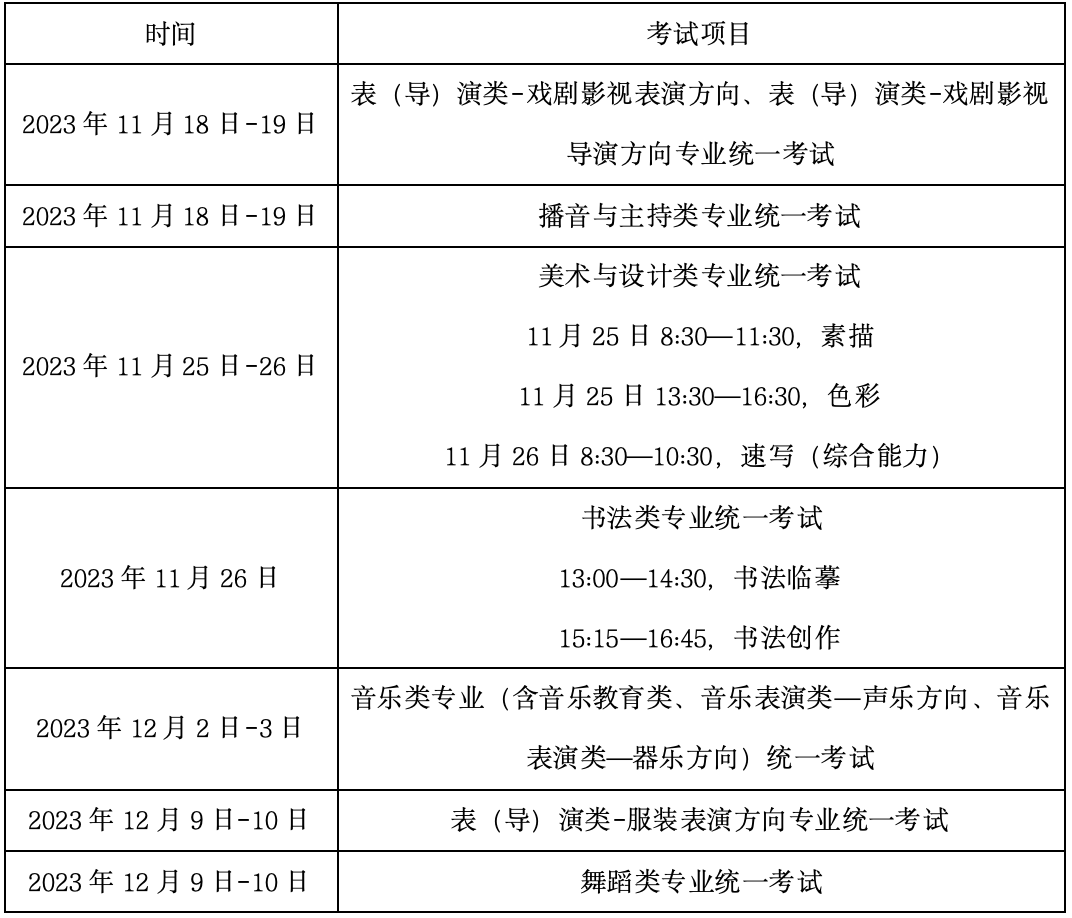 时间
考试项目
2023 年 11 月 18 日-19 日
表（导）演类-戏剧影视表演方向、表（导）演类-戏剧影视
导演方向专业统一考试
2023 年 11 月 18 日-19 日
播音与主持类专业统一考试
2023 年 11 月 25 日-26 日
美术与设计类专业统一考试
11 月 25 日 8:30—11:30，素描
11 月 25 日 13:30—16:30，色彩
11 月 26 日 8:30—10:30，速写（综合能力）
2023 年 11 月 26 日
书法类专业统一考试
13:00—14:30，书法临摹
15:15—16:45，书法创作
2023 年 12 月 2 日-3 日
音乐类专业（含音乐教育类、音乐表演类—声乐方向、音乐
表演类—器乐方向）统一考试
2023 年 12 月 9 日-10 日
表（导）演类-服装表演方向专业统一考试
2023 年 12 月 9 日-10 日
舞蹈类专业统一考试